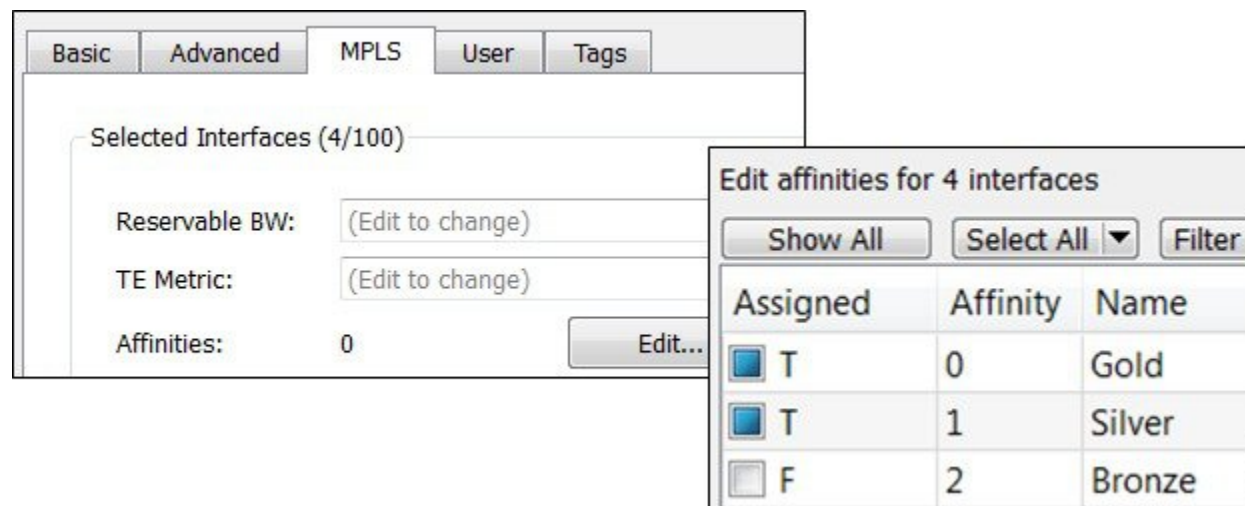 Basic Advanced MPLS User Tags
Selected Interfaces (4/100)
Reservable BW: (Edit to change)
TE Metric: (Edit to change)
Affinities: 0 Edit...
Edit affinities for 4 interfaces
Show All Select All Filter
Assigned Affinity Name
T 0 Gold
T 1 Silver
F 2 Bronze